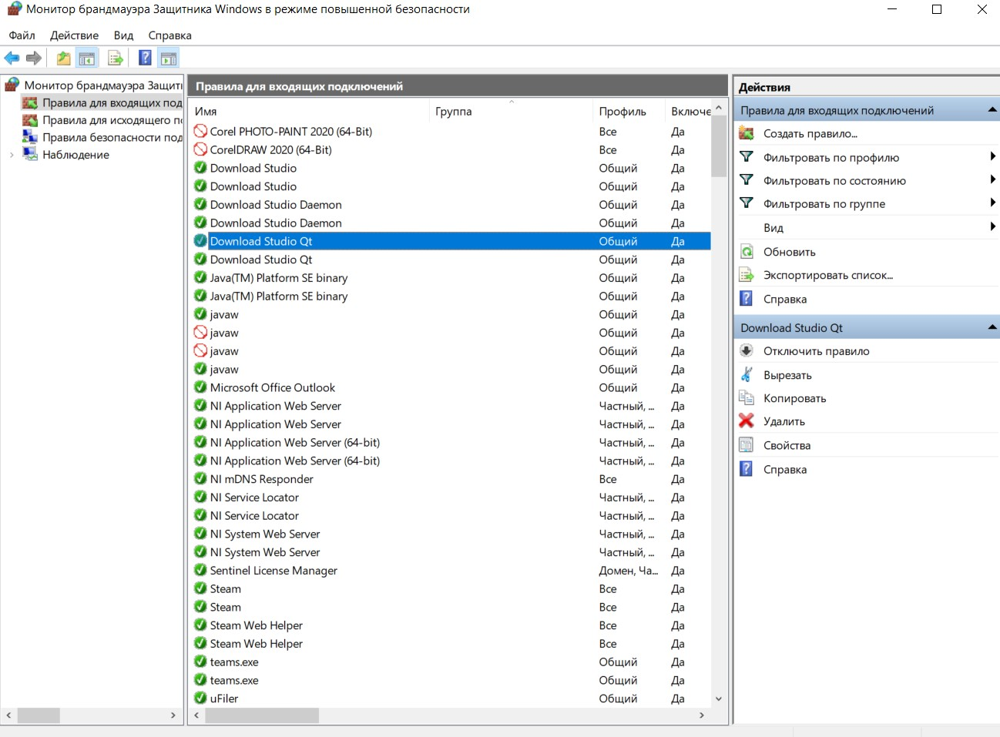 Монитор брандмауэра Защитника Windows в режиме повышенной безопасности
Файл Действие Вид Справка
Монитор брандмауэра Защит
Правила для входящих под
Правила для исходящего п
Правила безопасности под
Наблюдение
Правила для входящих подключений
Имя Группа Профиль Включе
Corel PHOTO-PAINT 2020 (64-Bit) Все Да
CorelDRAW 2020 (64-Bit) Все Да
Download Studio Общий Да
Download Studio Общий Да
Download Studio Daemon Общий Да
Download Studio Daemon Общий Да
Download Studio Qt Общий Да
Download Studio Qt Общий Да
Java(TM) Platform SE binary Общий Да
Java(TM) Platform SE binary Общий Да
javaw Общий Да
javaw Общий Да
javaw Общий Да
javaw Общий Да
Microsoft Office Outlook Общий Да
NI Application Web Server Частный, ... Да
NI Application Web Server Частный, ... Да
NI Application Web Server (64-bit) Частный, ... Да
NI Application Web Server (64-bit) Частный, ... Да
NI mDNS Responder Все Да
NI Service Locator Частный, ... Да
NI Service Locator Частный, ... Да
NI System Web Server Частный, ... Да
NI System Web Server Частный, ... Да
Sentinel License Manager Домен, Ча... Да
Steam Все Да
Steam Все Да
Steam Web Helper Все Да
Steam Web Helper Все Да
teams.exe Общий Да
teams.exe Общий Да
uFiler Общий Да
Действия
Правила для входящих подключений
Создать правило...
Фильтровать по профилю
Фильтровать по состоянию
Фильтровать по группе
Вид
Обновить
Экспортировать список...
Справка
Download Studio Qt
Отключить правило
Вырезать
Копировать
Удалить
Свойства
Справка